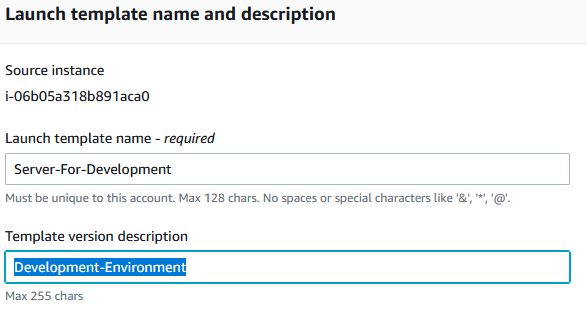 Launch template name and description
Source instance
i-06b05a318b891aca0
Launch template name - required
Server-For-Development
Must be unique to this account. Max 128 chars. No spaces or special characters like '&', '*', '@'.
Template version description
Development-Environment
Max 255 chars